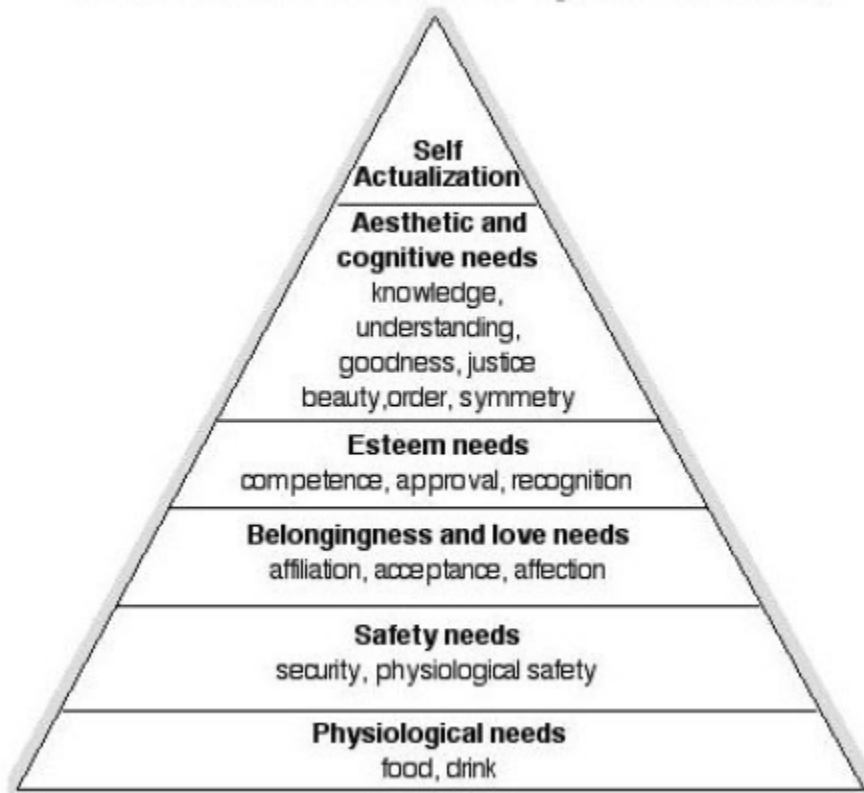 Self
Actualization
Aesthetic and
cognitive needs
knowledge,
understanding,
goodness, justice
beauty,order, symmetry
Esteem needs
competence, approval, recognition
Belongingness and love needs
affiliation, acceptance, affection
Safety needs
security, physiological safety
Physiological needs
food, drink